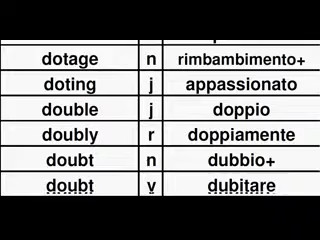 dotage n rimbambimento+
doting j appassionato
double j doppio
doubly r doppiamente
doubt n dubbio+
doubt v dubitare